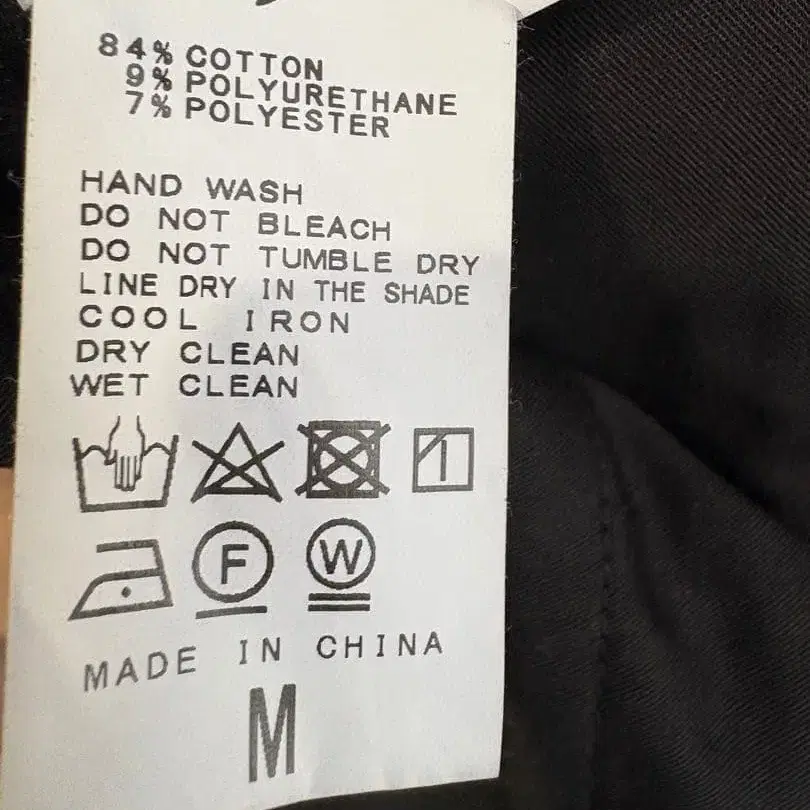 84% COTTON
9% POLYURETHANE
7% POLYESTER
HAND WASH
DO NOT BLEACH
DO NOT TUMBLE DRY
LINE DRY IN THE SHADE
COOL IRON
DRY CLEAN
WET CLEAN
F W
MADE IN CHINA
M